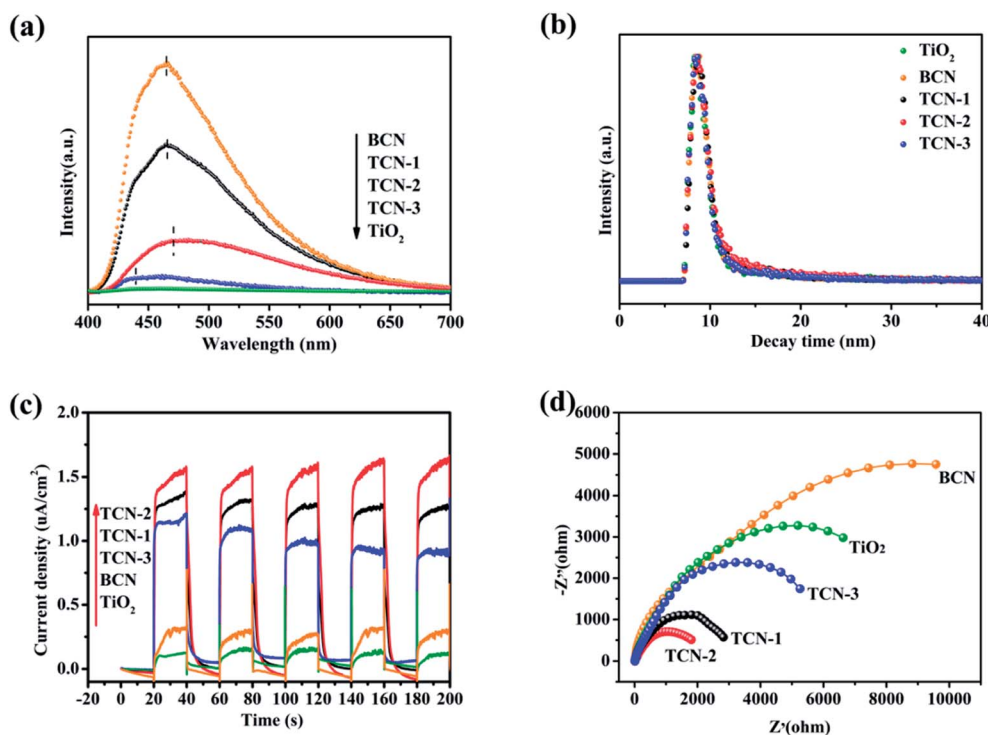 (a)
Intensity(a.u.)
BCN
TCN-1
TCN-2
TCN-3
TiO2
400 450 500 550 600 650 700
Wavelength (nm)
(b)
Intensity (a.u.)
TiO2
BCN
TCN-1
TCN-2
TCN-3
0 10 20 30 40
Decay time (nm)
(c)
Current density (uA/cm2)
2.0
1.5
1.0
0.5
0.0
TCN-2
TCN-1
TCN-3
BCN
TiO2
-20 0 20 40 60 80 100 120 140 160 180 200
Time (s)
(d)
-Z''(ohm)
6000
5000
4000
3000
2000
1000
0
BCN
TiO2
TCN-3
TCN-1
TCN-2
0 2000 4000 6000 8000 10000
Z'(ohm)